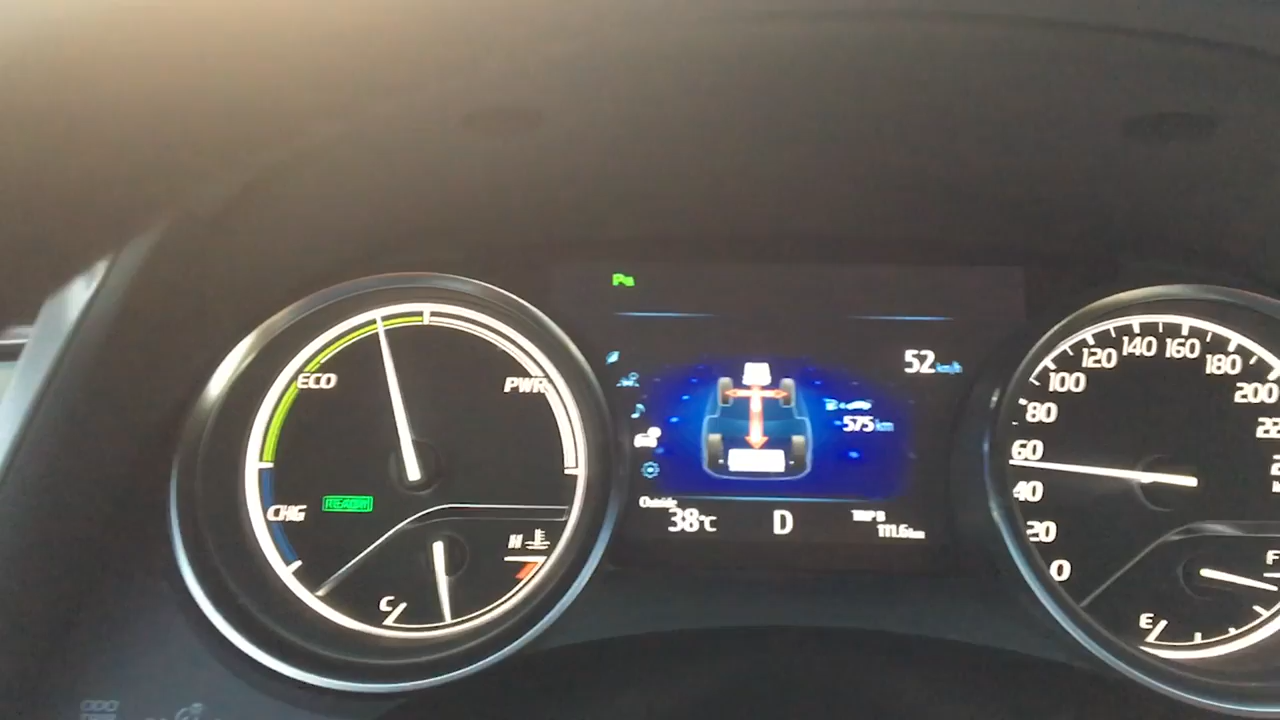 ECO
PWR
CHG
READY
H
C
52 km/h
575 km
Outside
38°C
D
TRIP B
111.6 km
0
20
40
60
80
100
120
140
160
180
200
F
E